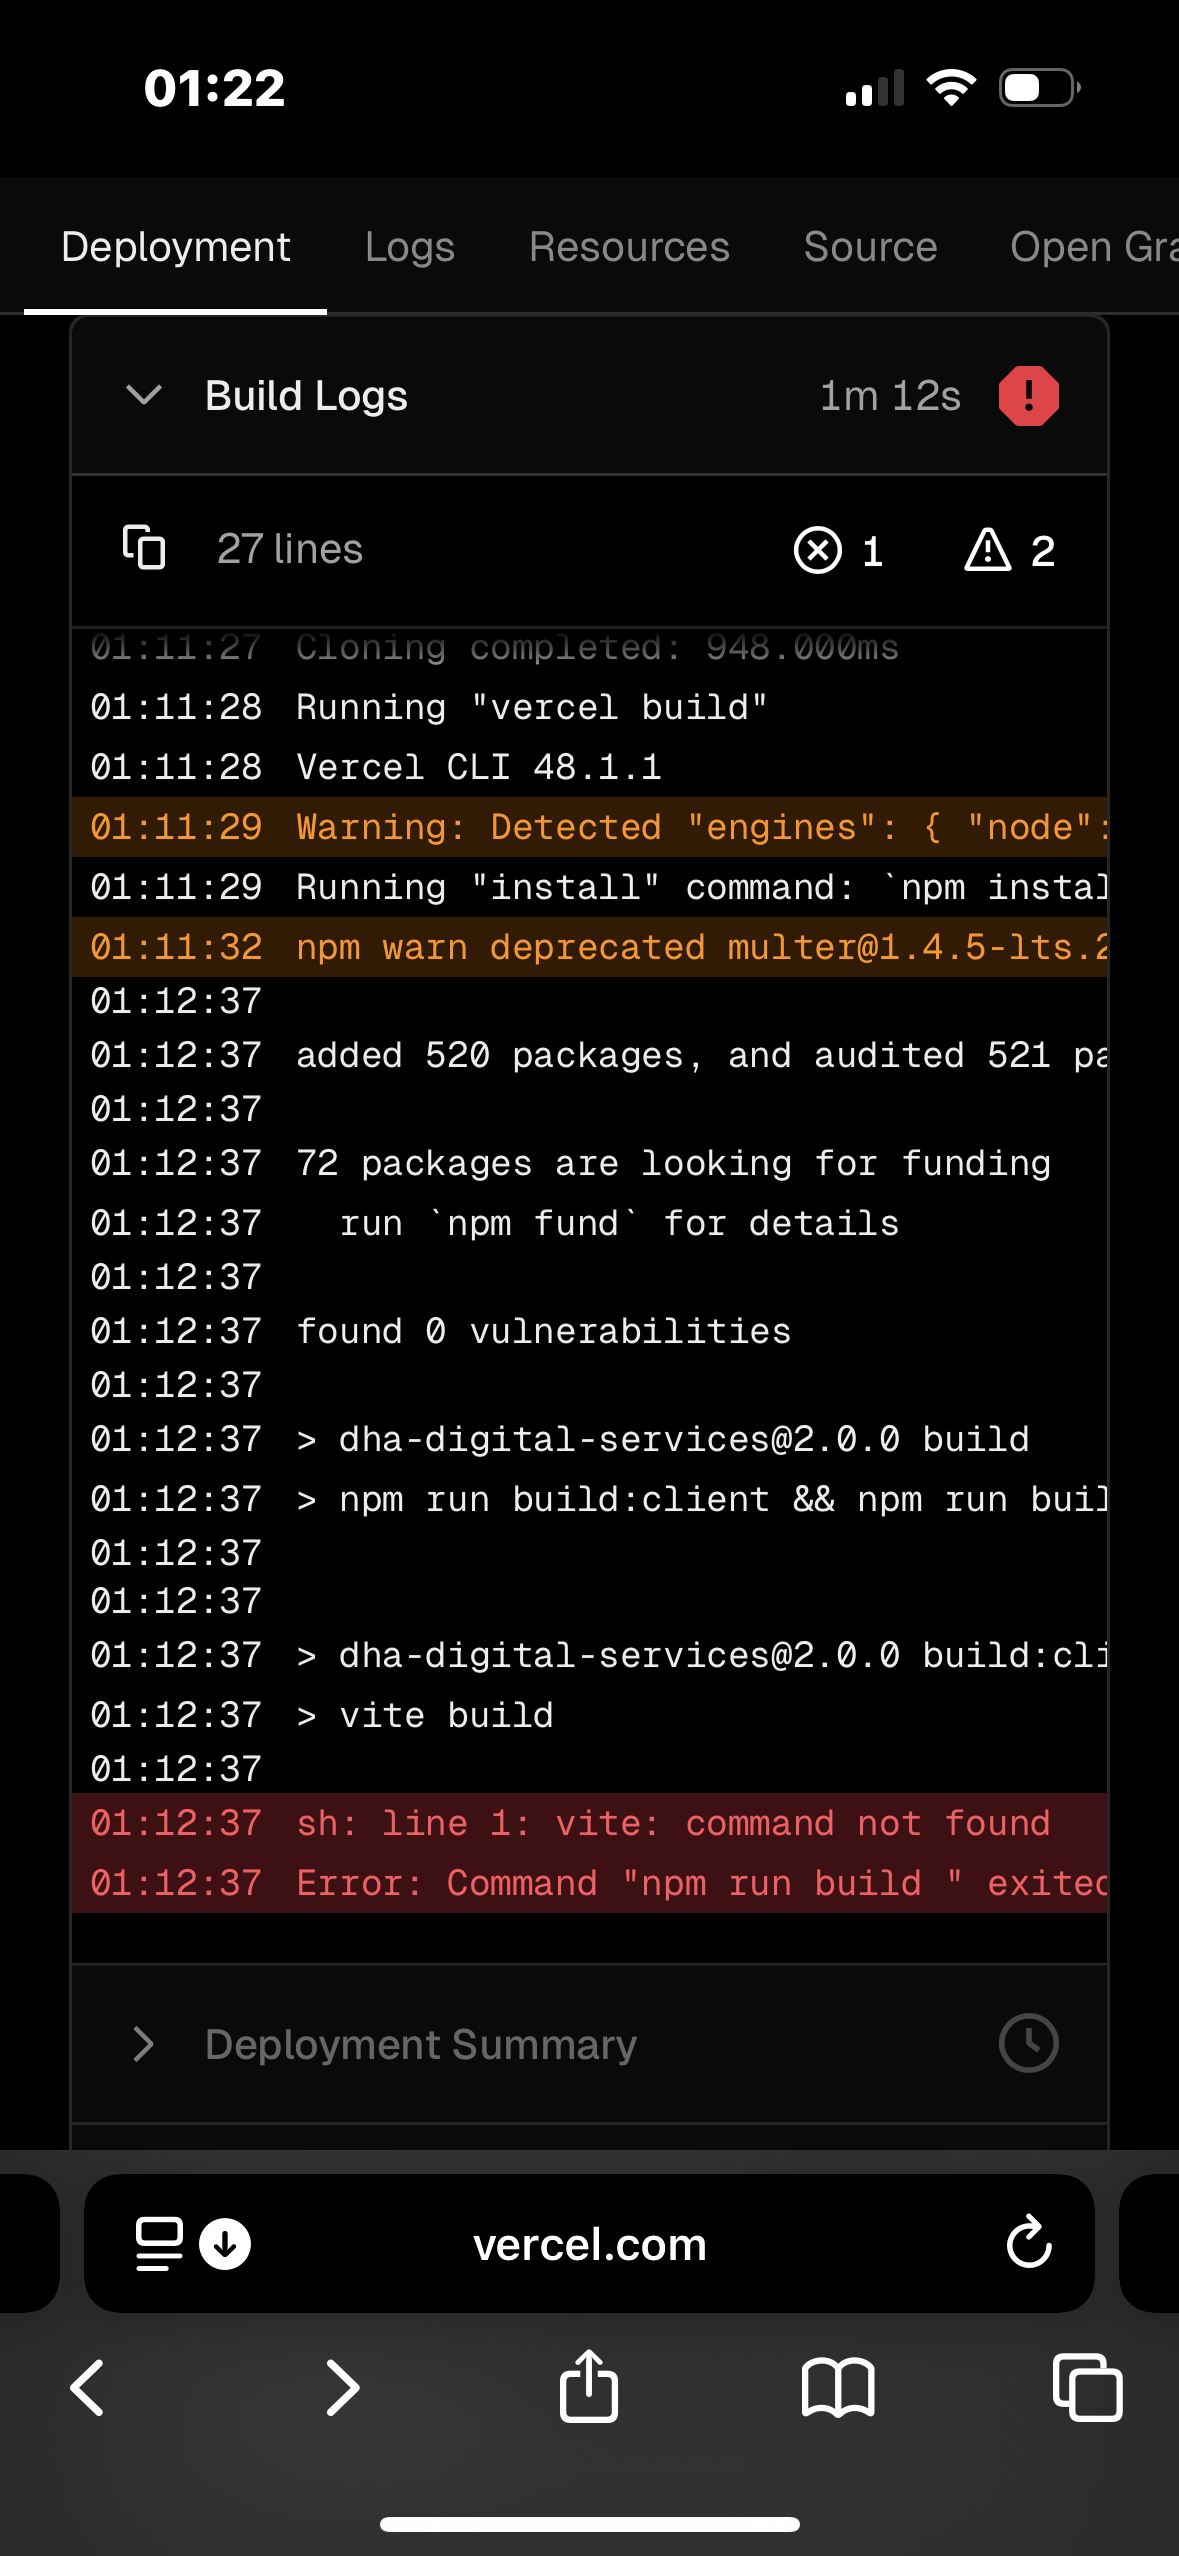 01:22
Deployment Logs Resources Source Open Gra
Build Logs 1m 12s
27 lines 1 2
01:11:27 Cloning completed: 948.000ms
01:11:28 Running "vercel build"
01:11:28 Vercel CLI 48.1.1
01:11:29 Warning: Detected "engines": { "node":
01:11:29 Running "install" command: `npm instal
01:11:32 npm warn deprecated multer@1.4.5-lts.2
01:12:37
01:12:37 added 520 packages, and audited 521 pa
01:12:37
01:12:37 72 packages are looking for funding
01:12:37 run `npm fund` for details
01:12:37
01:12:37 found 0 vulnerabilities
01:12:37
01:12:37 > dha-digital-services@2.0.0 build
01:12:37 > npm run build:client && npm run buil
01:12:37
01:12:37
01:12:37 > dha-digital-services@2.0.0 build:cli
01:12:37 > vite build
01:12:37
01:12:37 sh: line 1: vite: command not found
01:12:37 Error: Command "npm run build " exited
Deployment Summary
vercel.com